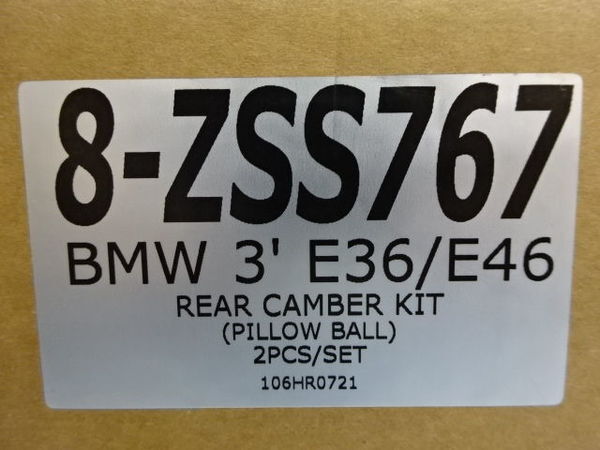 8-ZSS767
BMW 3' E36/E46
REAR CAMBER KIT
(PILLOW BALL)
2PCS/SET
106HR0721